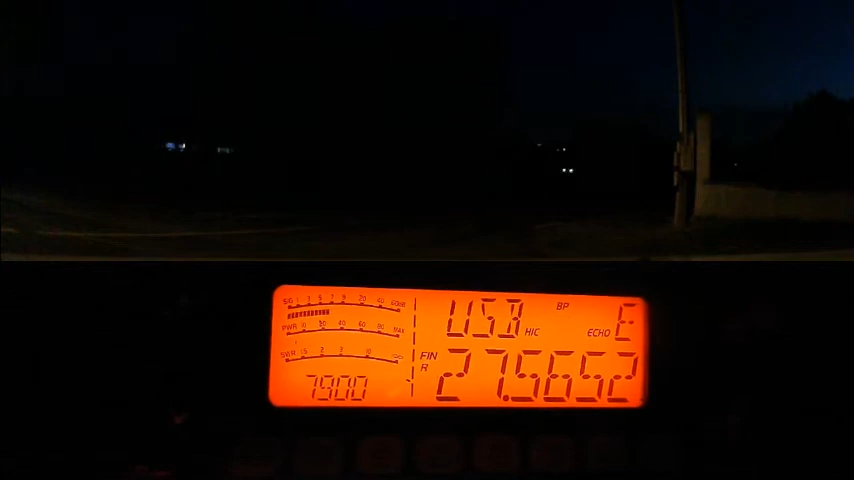 SIG 1 3 5 7 9 20 40 60dB
PWR 10 20 40 60 80 MAX
SWR 1.5 2 3 10 ∞
7900
USB HIC BP ECHO E
FIN
R
27.5652